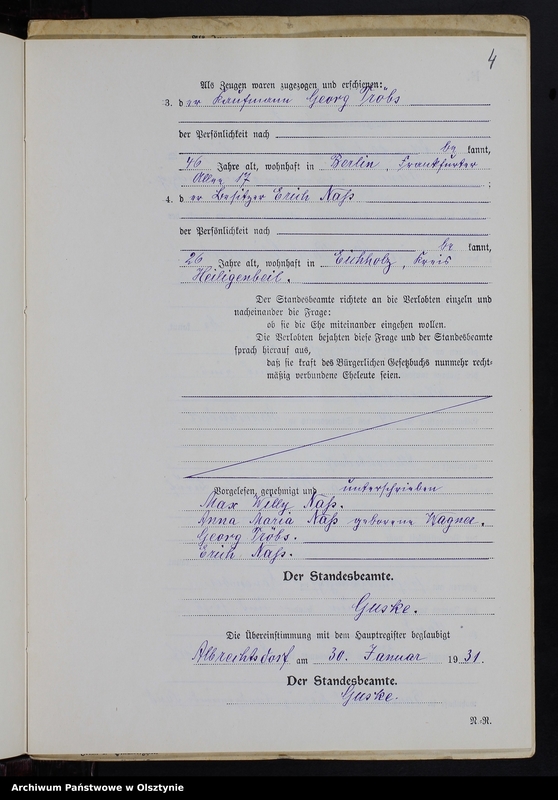 4
Als Zeugen waren zugezogen und erschienen:
3. der Kaufmann Georg Tröbs
der Persönlichkeit nach
be kannt,
46 Jahre alt, wohnhaft in Berlin, Frankfurter
Allee 17 ;
4. der Besitzer Erich Naß
der Persönlichkeit nach
be kannt,
26 Jahre alt, wohnhaft in Eichholz, Kreis
Heiligenbeil.
Der Standesbeamte richtete an die Verlobten einzeln und
nacheinander die Frage:
ob sie die Ehe miteinander eingehen wollen.
Die Verlobten bejahten diese Frage und der Standesbeamte
sprach hierauf aus,
daß sie kraft des Bürgerlichen Gesetzbuchs nunmehr recht-
mäßig verbundene Eheleute seien.
Vorgelesen, genehmigt und unterschrieben
Max Willy Naß.
Anna Maria Naß geborene Wagner.
Georg Tröbs.
Erich Naß.
Der Standesbeamte.
Guske.
Die Übereinstimmung mit dem Hauptregister beglaubigt
Albrechtsdorf am 30. Januar 1931.
Der Standesbeamte.
Guske.
N.-R.
Archiwum Państwowe w Olsztynie